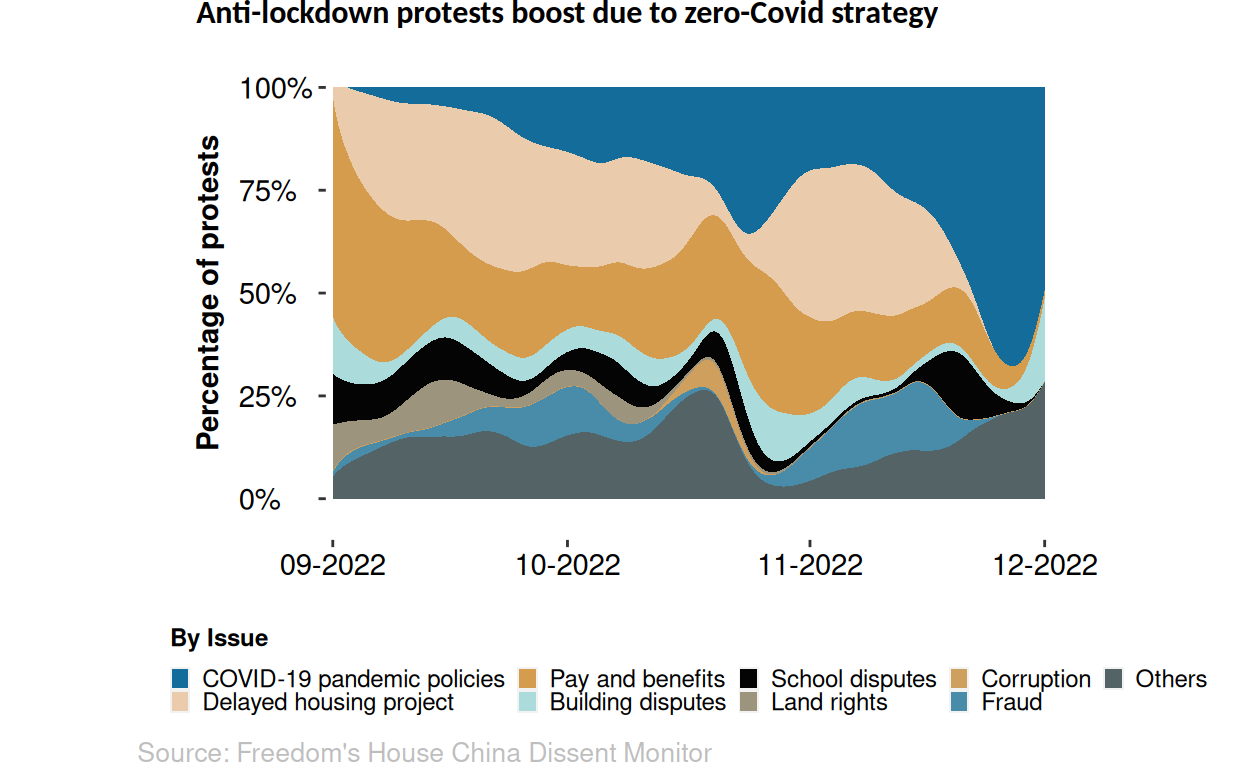 Anti-lockdown protests boost due to zero-Covid strategy
100%
75%
50%
25%
0%
Percentage of protests
09-2022 10-2022 11-2022 12-2022
By Issue
COVID-19 pandemic policies Pay and benefits School disputes Corruption Others
Delayed housing project Building disputes Land rights Fraud
Source: Freedom's House China Dissent Monitor